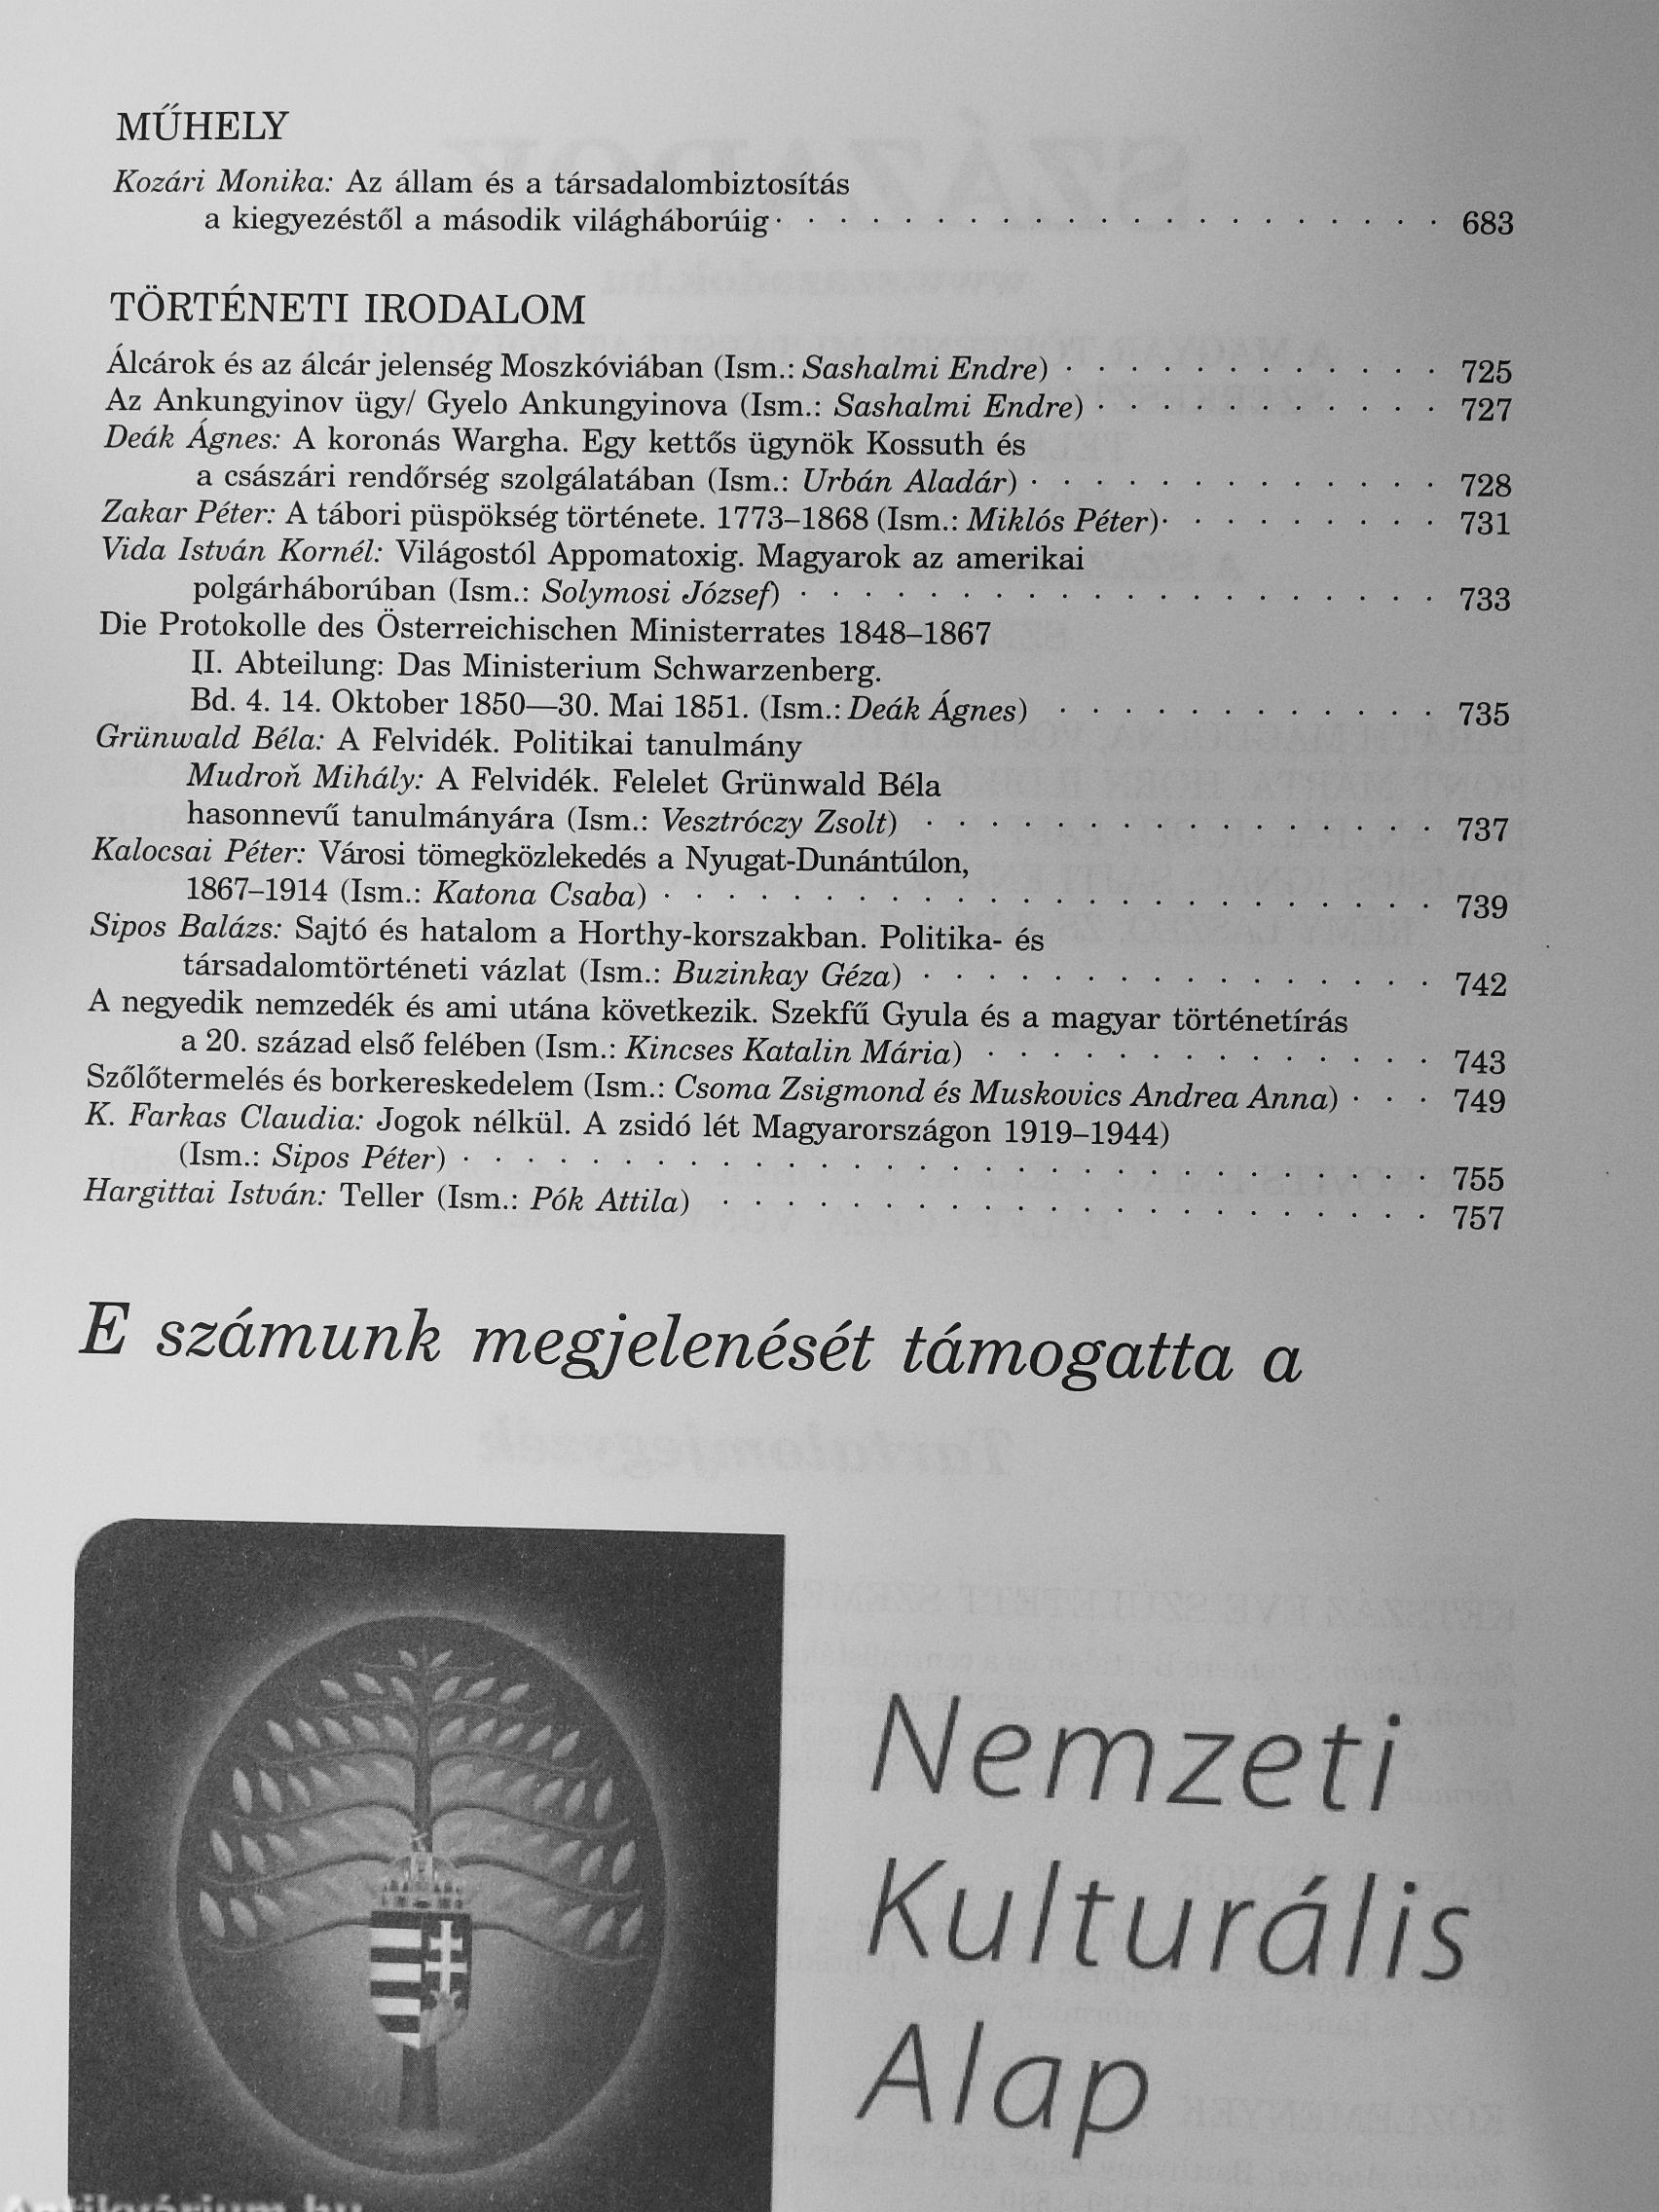 MŰHELY
Kozári Monika: Az állam és a társadalombiztosítás
a kiegyezéstől a második világháborúig · · · · · · · · · · · · · · · · · · · · · 683
TÖRTÉNETI IRODALOM
Álcárok és az álcár jelenség Moszkóviában (Ism.: Sashalmi Endre) · · · · · · · · · · · · 725
Az Ankungyinov ügy/ Gyelo Ankungyinova (Ism.: Sashalmi Endre) · · · · · · · · · · · 727
Deák Ágnes: A koronás Wargha. Egy kettős ügynök Kossuth és
a császári rendőrség szolgálatában (Ism.: Urbán Aladár) · · · · · · · · · · · · · 728
Zakar Péter: A tábori püspökség története. 1773–1868 (Ism.: Miklós Péter) · · · · · · · · · 731
Vida István Kornél: Világostól Appomatoxig. Magyarok az amerikai
polgárháborúban (Ism.: Solymosi József) · · · · · · · · · · · · · · · · · · · · 733
Die Protokolle des Österreichischen Ministerrates 1848–1867
II. Abteilung: Das Ministerium Schwarzenberg.
Bd. 4. 14. Oktober 1850—30. Mai 1851. (Ism.: Deák Ágnes) · · · · · · · · · · · · 735
Grünwald Béla: A Felvidék. Politikai tanulmány
Mudroň Mihály: A Felvidék. Felelet Grünwald Béla
hasonnevű tanulmányára (Ism.: Vesztróczy Zsolt) · · · · · · · · · · · · · · · · 737
Kalocsai Péter: Városi tömegközlekedés a Nyugat-Dunántúlon,
1867–1914 (Ism.: Katona Csaba) · · · · · · · · · · · · · · · · · · · · · · · · 739
Sipos Balázs: Sajtó és hatalom a Horthy-korszakban. Politika- és
társadalomtörténeti vázlat (Ism.: Buzinkay Géza) · · · · · · · · · · · · · · · · 742
A negyedik nemzedék és ami utána következik. Szekfű Gyula és a magyar történetírás
a 20. század első felében (Ism.: Kincses Katalin Mária) · · · · · · · · · · · · · · 743
Szőlőtermelés és borkereskedelem (Ism.: Csoma Zsigmond és Muskovics Andrea Anna) · · · 749
K. Farkas Claudia: Jogok nélkül. A zsidó lét Magyarországon 1919–1944)
(Ism.: Sipos Péter) · · · · · · · · · · · · · · · · · · · · · · · · · · · · · · 755
Hargittai István: Teller (Ism.: Pók Attila) · · · · · · · · · · · · · · · · · · · · · · 757
E számunk megjelenését támogatta a
Nemzeti
Kulturális
Alap
Antikvárium.hu